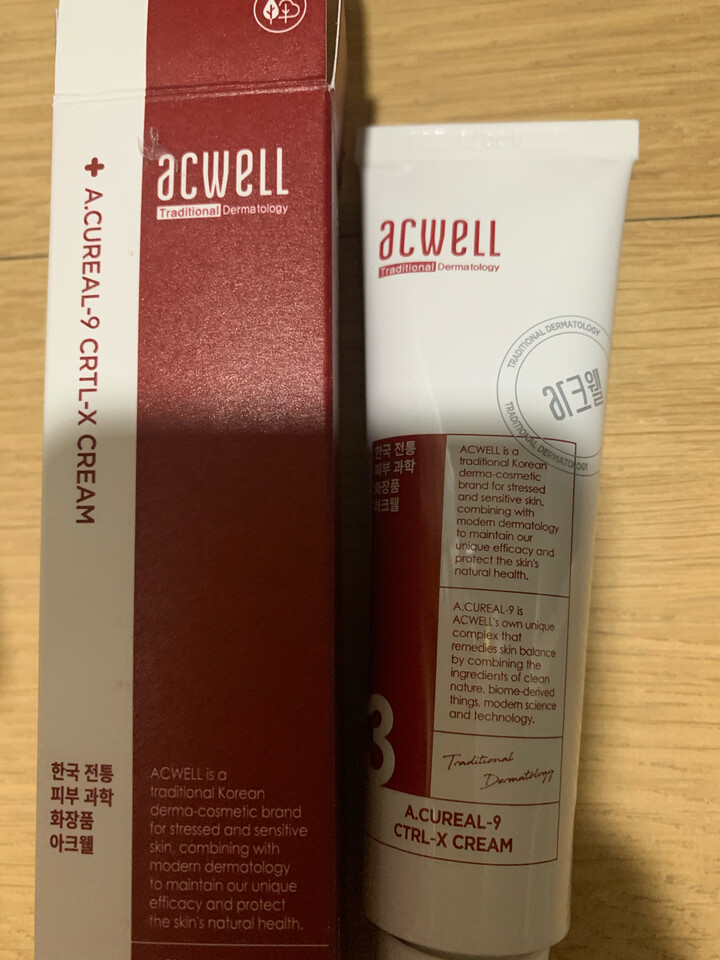 + A.CUREAL-9 CRTL-X CREAM
acwell
Traditional Dermatology
한국 전통
피부 과학
화장품
아크웰
ACWELL is a
traditional Korean
derma-cosmetic brand
for stressed and sensitive
skin, combining with
modern dermatology
to maintain our unique
efficacy and protect
the skin's natural health.
acwell
Traditional Dermatology
TRADITIONAL DERMATOLOGY
아크웰
TRADITIONAL DERMATOLOGY
한국 전통
피부 과학
화장품
아크웰
ACWELL is a
traditional Korean
derma-cosmetic
brand for stressed
and sensitive skin,
combining with
modern dermatology
to maintain our
unique efficacy and
protect the skin's
natural health.
A.CUREAL-9 is
ACWELL's own unique
complex that
remedies skin balance
by combining the
ingredients of clean
nature, biome-derived
things, modern science
and technology.
3
Traditional
Dermatology
A.CUREAL-9
CTRL-X CREAM